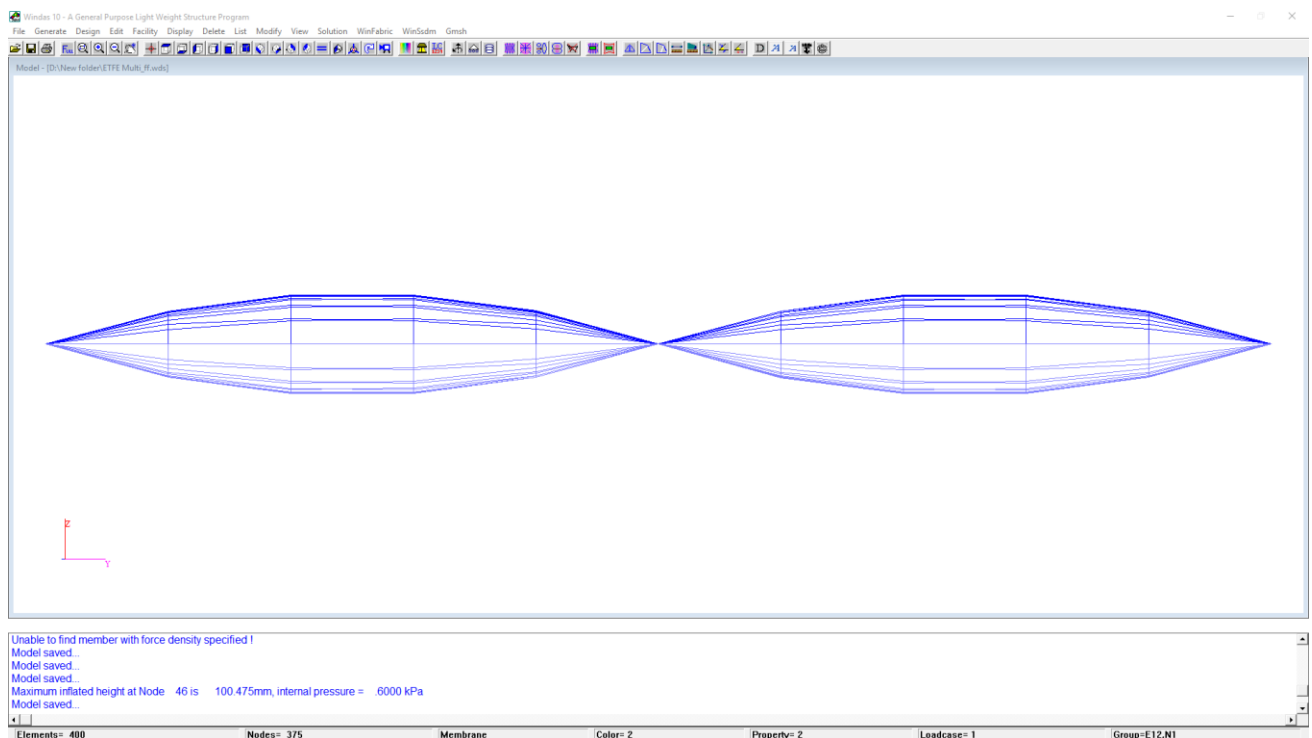 Windas 10 - A General Purpose Light Weight Structure Program
File Generate Design Edit Facility Display Delete List Modify View Solution WinFabric WinSsdm Gmsh
Model - [D:\New folder\ETFE Multi_ff.wds]
Z
Y
Unable to find member with force density specified !
Model saved...
Model saved...
Model saved...
Maximum inflated height at Node 46 is 100.475mm, internal pressure = .6000 kPa
Model saved...
Elements= 400 Nodes= 375 Membrane Color= 2 Property= 2 Loadcase= 1 Group=E12.N1